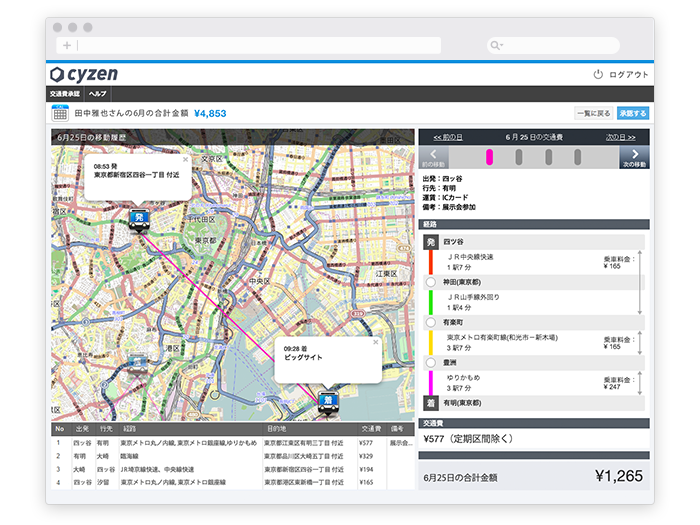 cyzen
ログアウト
交通費承認 ヘルプ
田中雅也さんの6月の合計金額 ¥4,853
一覧に戻る 承認する
6月25日の移動履歴
08:53 発
東京都新宿区四谷一丁目 付近
発
文京区
千代田区
東京都
中央区
江東区
港区
09:28 着
ビッグサイト
着
No 出発 行先 経路 目的地 交通費 備考
1 四ッ谷 有明 東京メトロ丸ノ内線,東京メトロ銀座線,ゆりかもめ 東京都江東区有明三丁目 付近 ¥577 展示会...
2 有明 大崎 臨海線 東京都品川区大崎五丁目 付近 ¥329
3 大崎 四ッ谷 JR埼京線快速、中央線快速 東京都新宿区四谷一丁目 付近 ¥194
4 四ッ谷 汐留 東京メトロ丸ノ内線,東京メトロ銀座線 東京都港区東新橋一丁目 付近 ¥165
<< 前の日 6 月 25 日の交通費 次の日 >>
前の移動 次の移動
出発：四ッ谷
行先：有明
運賃：ICカード
備考：展示会参加
経路
発 四ツ谷
ＪＲ中央線快速
1 駅7 分
乗車料金：
¥ 165
神田(東京都)
ＪＲ山手線外回り
1 駅4 分
有楽町
東京メトロ有楽町線(和光市－新木場)
3 駅7分
乗車料金：
¥ 165
豊洲
ゆりかもめ
3 駅7分
乗車料金：
¥ 247
着 有明(東京都)
交通費
¥577（定期区間除く）
6月25日の合計金額 ¥1,265